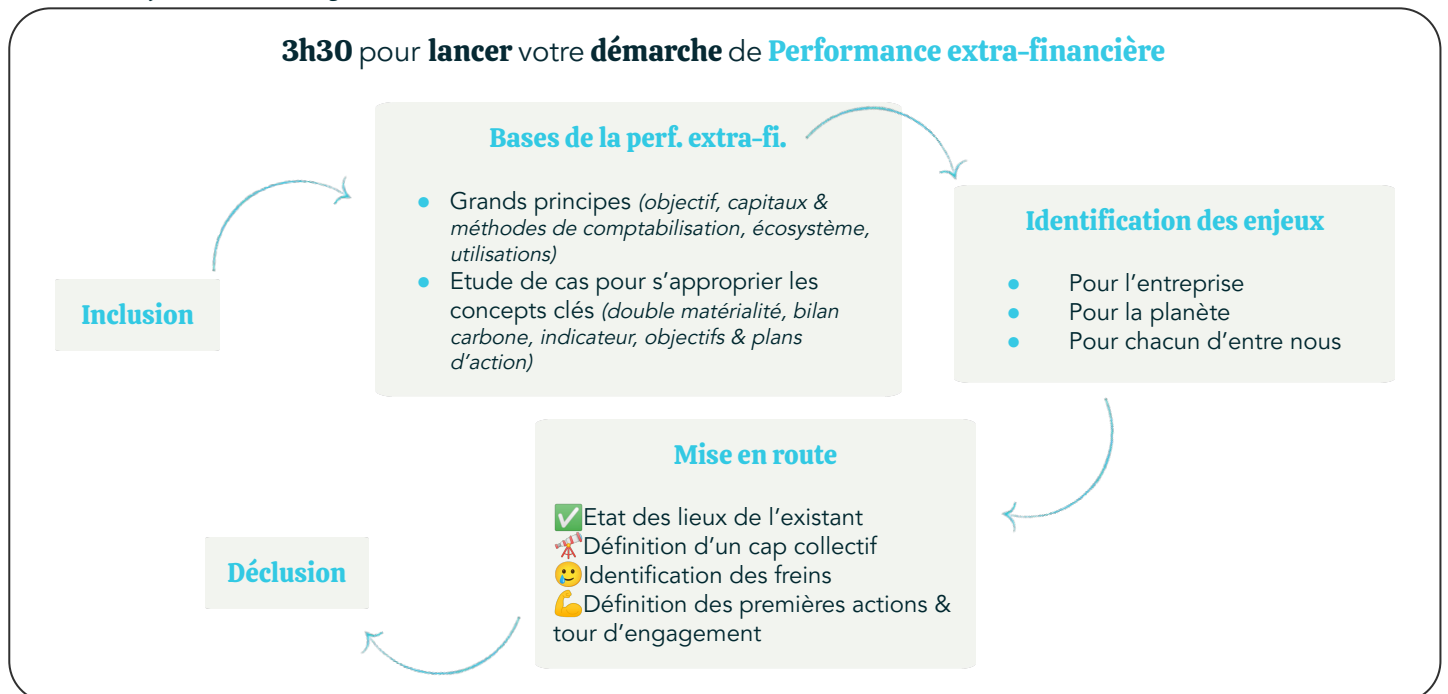 3h30 pour lancer votre démarche de Performance extra-financière
Inclusion
Bases de la perf. extra-fi.
● Grands principes (objectif, capitaux &
méthodes de comptabilisation, écosystème,
utilisations)
● Etude de cas pour s'approprier les
concepts clés (double matérialité, bilan
carbone, indicateur, objectifs & plans
d'action)
Identification des enjeux
● Pour l'entreprise
● Pour la planète
● Pour chacun d'entre nous
Mise en route
✅Etat des lieux de l'existant
🔭Définition d'un cap collectif
🥲Identification des freins
💪Définition des premières actions &
tour d'engagement
Déclusion